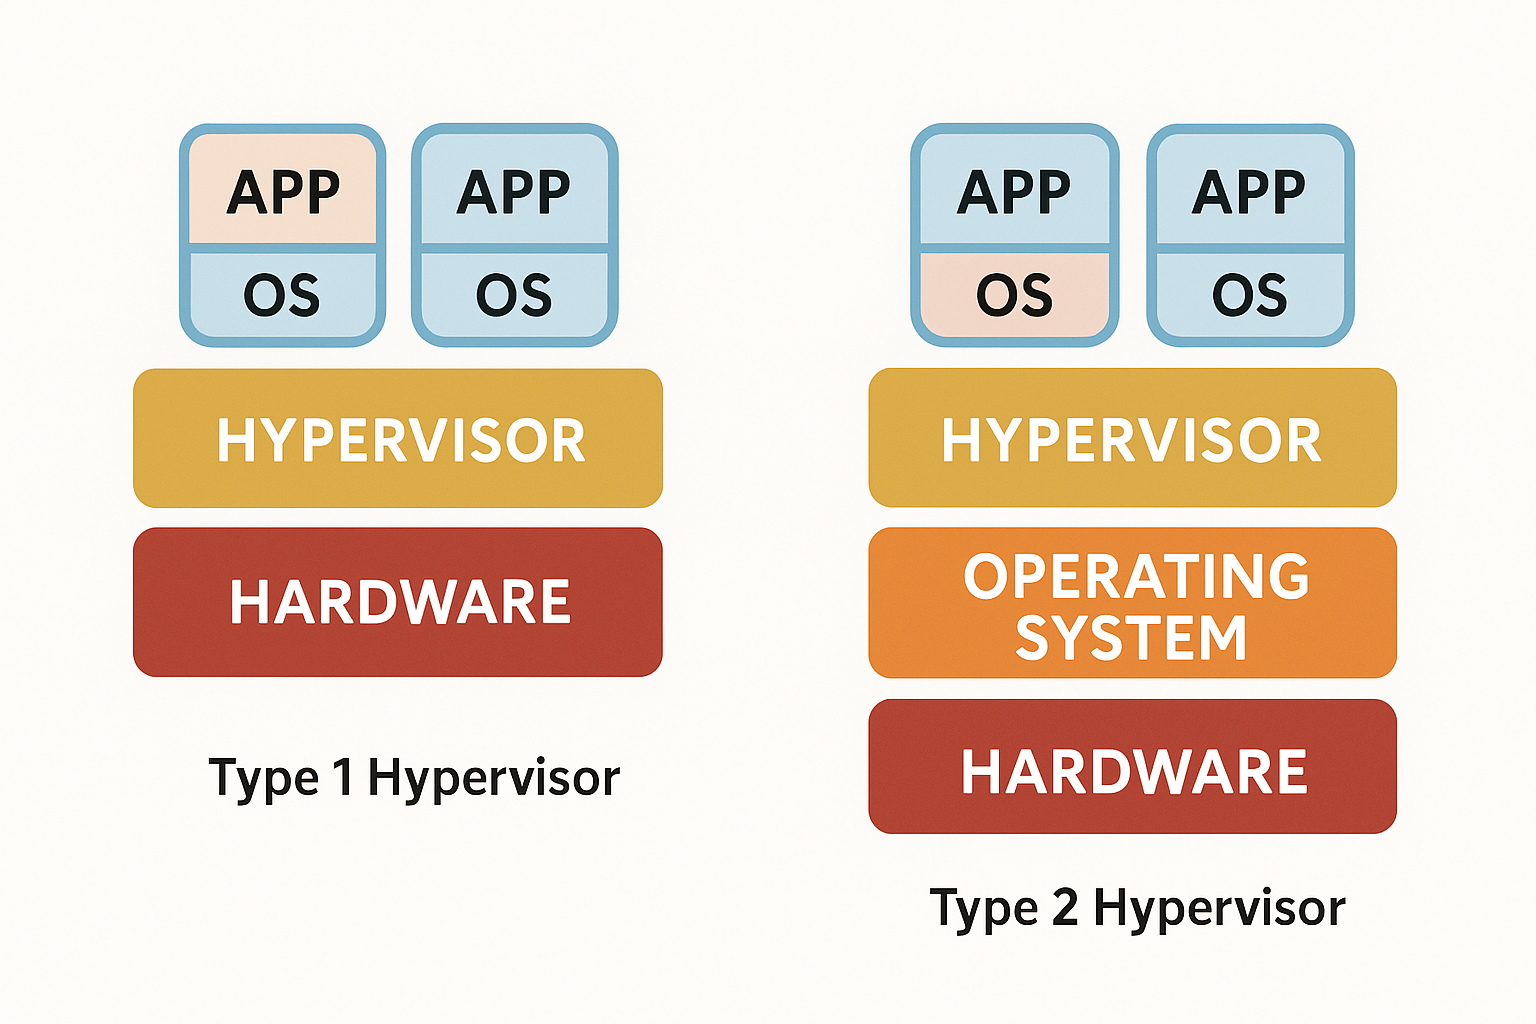 APP
APP
OS
OS
HYPERVISOR
HARDWARE
Type 1 Hypervisor
APP
APP
OS
OS
HYPERVISOR
OPERATING
SYSTEM
HARDWARE
Type 2 Hypervisor